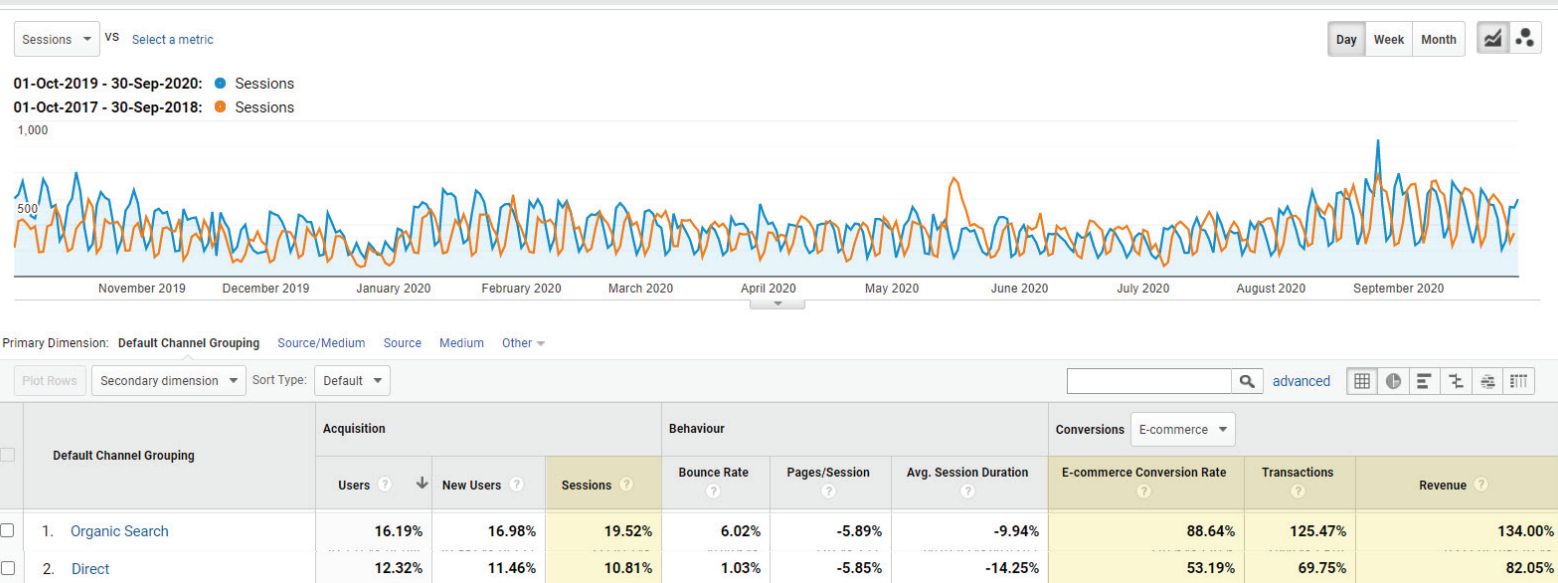 Sessions VS Select a metric Day Week Month
01-Oct-2019 - 30-Sep-2020: Sessions
01-Oct-2017 - 30-Sep-2018: Sessions
1,000
500
November 2019 December 2019 January 2020 February 2020 March 2020 April 2020 May 2020 June 2020 July 2020 August 2020 September 2020
Primary Dimension: Default Channel Grouping Source/Medium Source Medium Other
Plot Rows Secondary dimension Sort Type: Default advanced
Acquisition Behaviour Conversions E-commerce
Default Channel Grouping
Users ? New Users ? Sessions ? Bounce Rate ? Pages/Session ? Avg. Session Duration ? E-commerce Conversion Rate ? Transactions ? Revenue ?
1. Organic Search 16.19% 16.98% 19.52% 6.02% -5.89% -9.94% 88.64% 125.47% 134.00%
2. Direct 12.32% 11.46% 10.81% 1.03% -5.85% -14.25% 53.19% 69.75% 82.05%